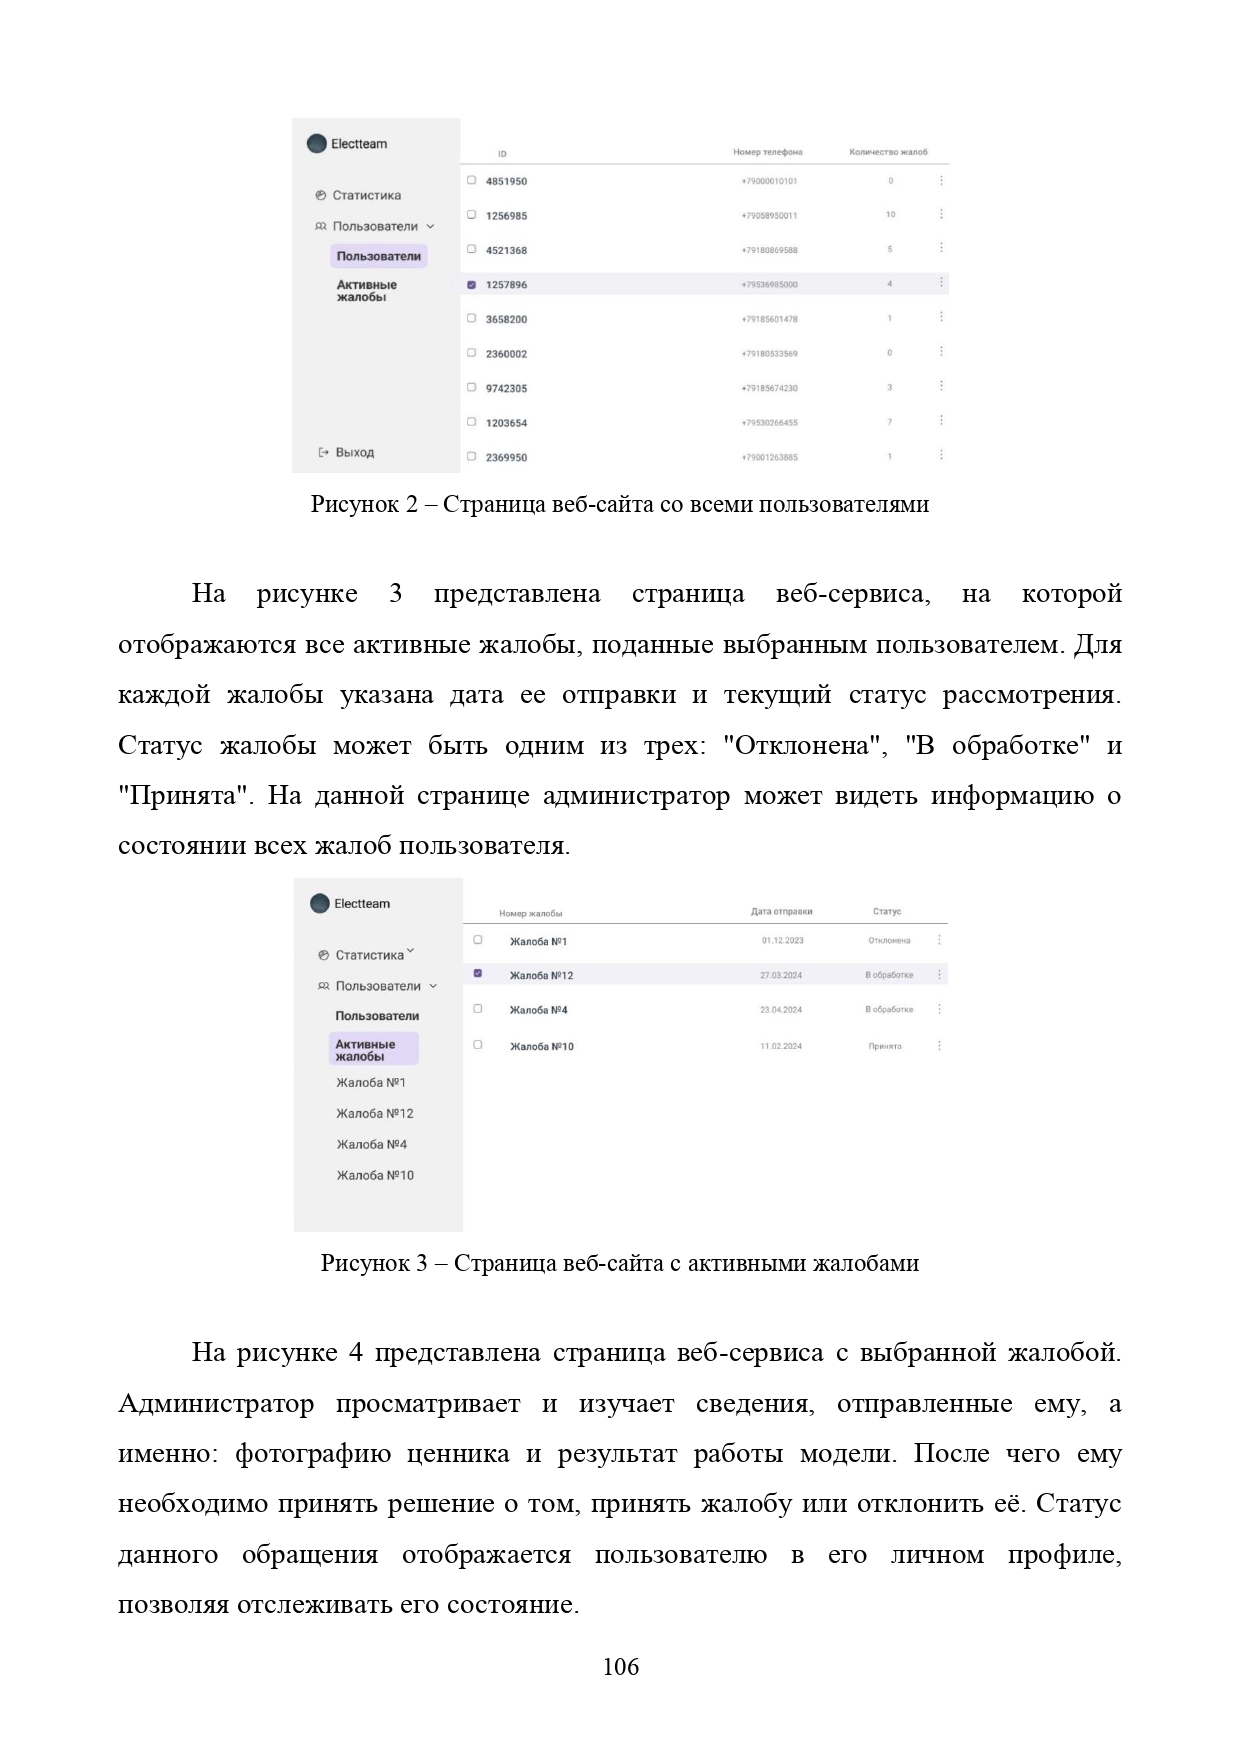 Electteam
ID Номер телефона Количество жалоб
4851950 +79000010101 0
Статистика
1256985 +79058950011 10
Пользователи
4521368 +79180869588 5
Пользователи
1257896 +79536985000 4
Активные
жалобы
3658200 +79185601478 1
2360002 +79180533569 0
9742305 +79185674230 3
1203654 +79530266455 7
Выход
2369950 +79001263885 1
Рисунок 2 – Страница веб-сайта со всеми пользователями
На рисунке 3 представлена страница веб-сервиса, на которой
отображаются все активные жалобы, поданные выбранным пользователем. Для
каждой жалобы указана дата ее отправки и текущий статус рассмотрения.
Статус жалобы может быть одним из трех: "Отклонена", "В обработке" и
"Принята". На данной странице администратор может видеть информацию о
состоянии всех жалоб пользователя.
Electteam
Номер жалобы Дата отправки Статус
Жалоба №1 01.12.2023 Отклонена
Статистика
Жалоба №12 27.03.2024 В обработке
Пользователи
Жалоба №4 23.04.2024 В обработке
Пользователи
Активные
жалобы
Жалоба №10 11.02.2024 Принята
Жалоба №1
Жалоба №12
Жалоба №4
Жалоба №10
Рисунок 3 – Страница веб-сайта с активными жалобами
На рисунке 4 представлена страница веб-сервиса с выбранной жалобой.
Администратор просматривает и изучает сведения, отправленные ему, а
именно: фотографию ценника и результат работы модели. После чего ему
необходимо принять решение о том, принять жалобу или отклонить её. Статус
данного обращения отображается пользователю в его личном профиле,
позволяя отслеживать его состояние.
106